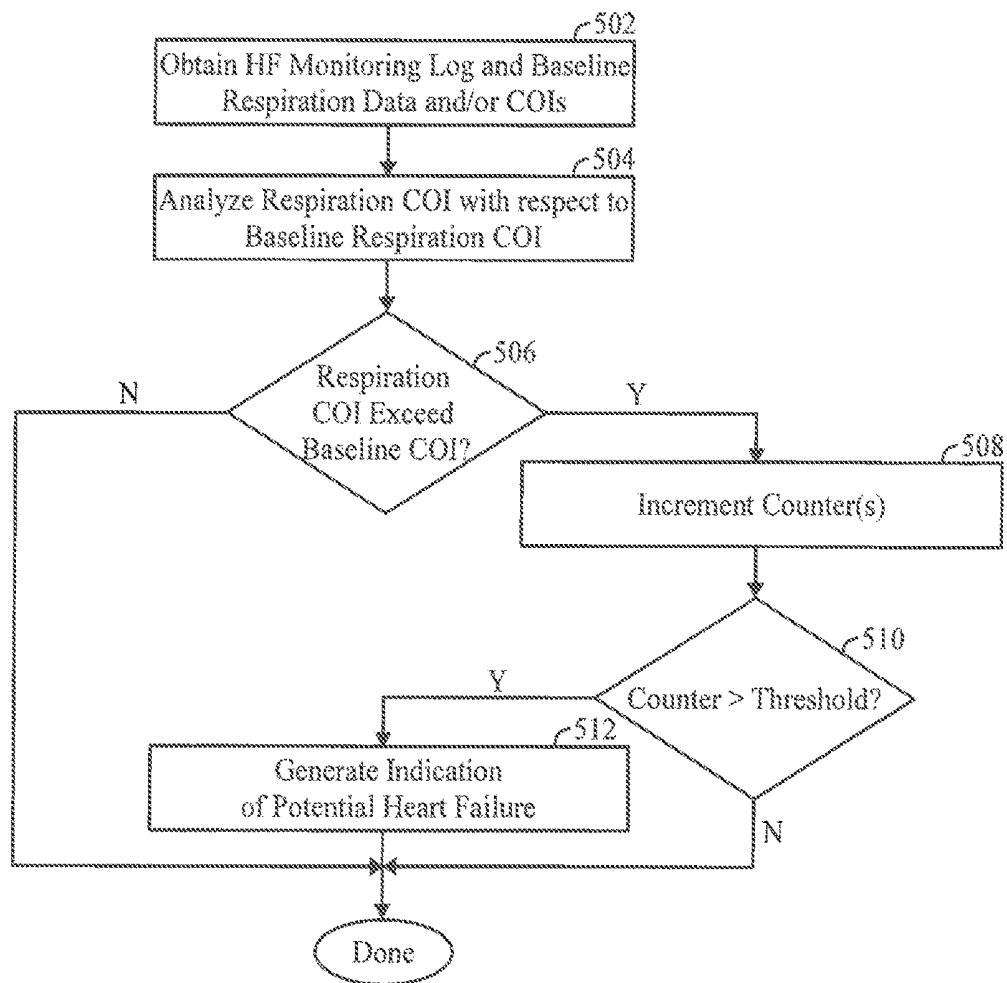 502
Obtain HF Monitoring Log and Baseline
Respiration Data and/or COIs
504
Analyze Respiration COI with respect to
Baseline Respiration COI
506
Respiration
COI Exceed
Baseline COI?
N
Y
508
Increment Counter(s)
510
Counter > Threshold?
Y
N
512
Generate Indication
of Potential Heart Failure
Done